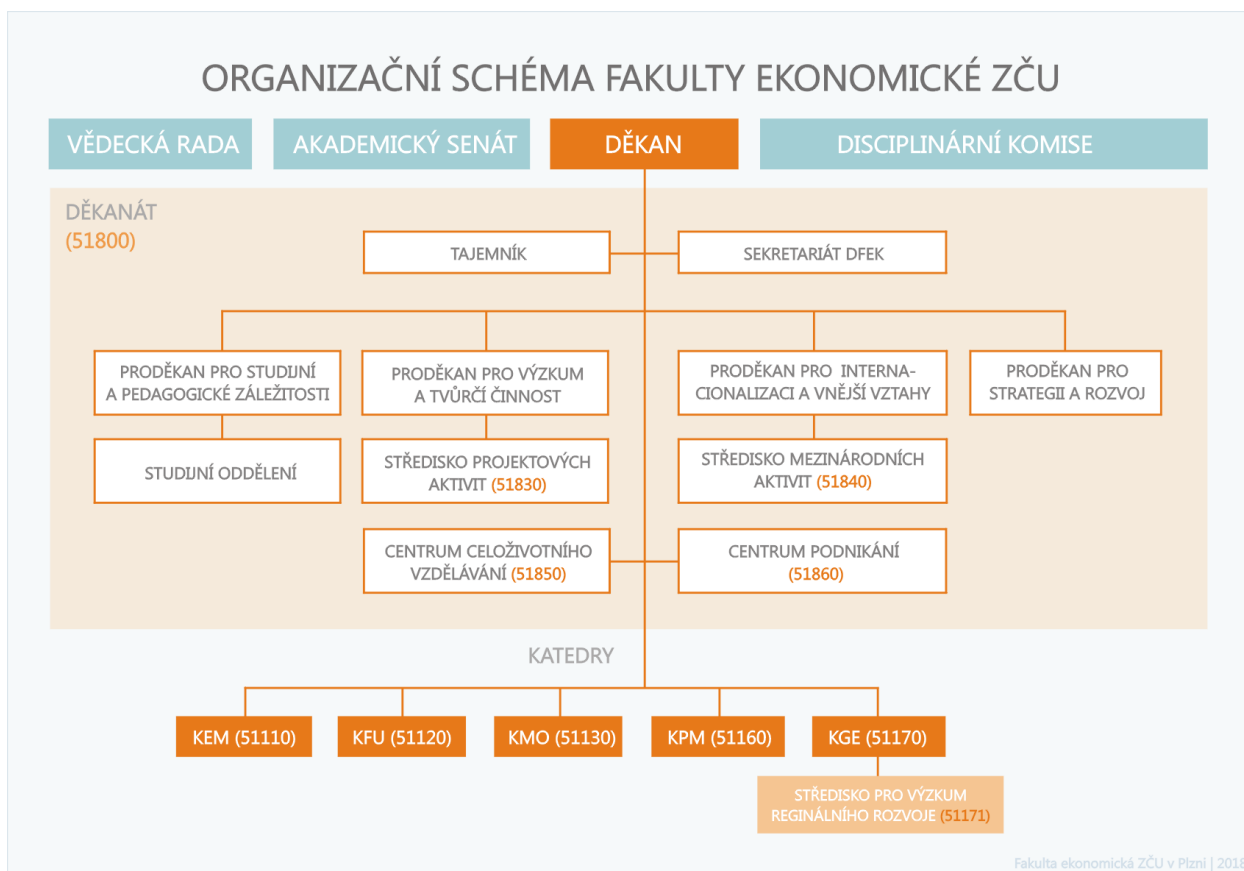 ORGANIZAČNÍ SCHÉMA FAKULTY EKONOMICKÉ ZČU
VĚDECKÁ RADA
AKADEMICKÝ SENÁT
DĚKAN
DISCIPLINÁRNÍ KOMISE
DĚKANÁT
(51800)
TAJEMNÍK
SEKRETARIÁT DFEK
PRODĚKAN PRO STUDIJNÍ
A PEDAGOGICKÉ ZÁLEŽITOSTI
PRODĚKAN PRO VÝZKUM
A TVŮRČÍ ČINNOST
PRODĚKAN PRO INTERNA-
CIONALIZACI A VNĚJŠÍ VZTAHY
PRODĚKAN PRO
STRATEGII A ROZVOJ
STUDIJNÍ ODDĚLENÍ
STŘEDISKO PROJEKTOVÝCH
AKTIVIT (51830)
STŘEDISKO MEZINÁRODNÍCH
AKTIVIT (51840)
CENTRUM CELOŽIVOTNÍHO
VZDĚLÁVÁNÍ (51850)
CENTRUM PODNIKÁNÍ
(51860)
KATEDRY
KEM (51110)
KFU (51120)
KMO (51130)
KPM (51160)
KGE (51170)
STŘEDISKO PRO VÝZKUM
REGINÁLNÍHO ROZVOJE (51171)
Fakulta ekonomická ZČU v Plzni | 2018